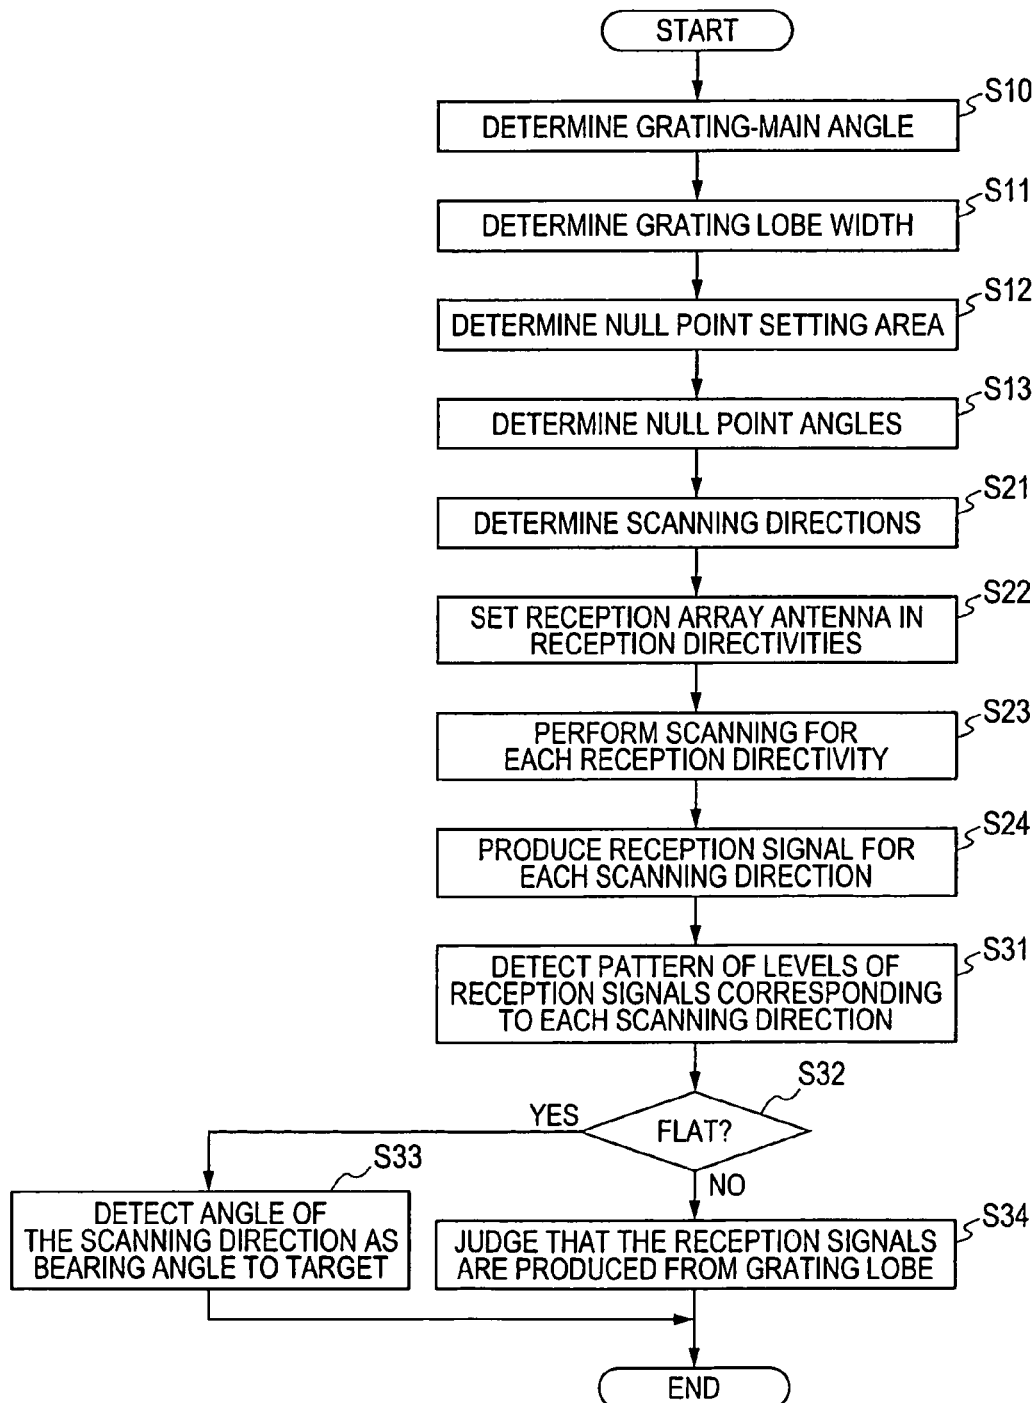 START
S10
DETERMINE GRATING-MAIN ANGLE
S11
DETERMINE GRATING LOBE WIDTH
S12
DETERMINE NULL POINT SETTING AREA
S13
DETERMINE NULL POINT ANGLES
S21
DETERMINE SCANNING DIRECTIONS
S22
SET RECEPTION ARRAY ANTENNA IN
RECEPTION DIRECTIVITIES
S23
PERFORM SCANNING FOR
EACH RECEPTION DIRECTIVITY
S24
PRODUCE RECEPTION SIGNAL FOR
EACH SCANNING DIRECTION
S31
DETECT PATTERN OF LEVELS OF
RECEPTION SIGNALS CORRESPONDING
TO EACH SCANNING DIRECTION
S32
YES
FLAT?
NO
S33
DETECT ANGLE OF
THE SCANNING DIRECTION AS
BEARING ANGLE TO TARGET
S34
JUDGE THAT THE RECEPTION SIGNALS
ARE PRODUCED FROM GRATING LOBE
END